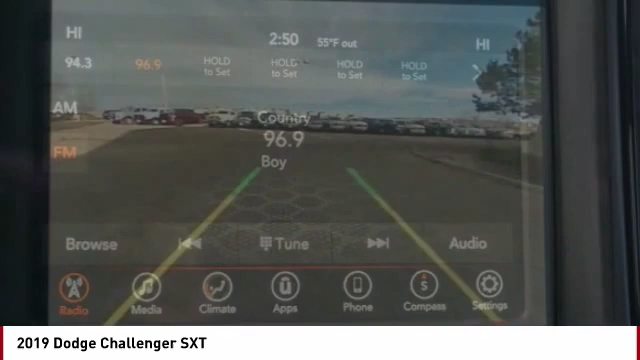 HI 2:50 55°F out HI
94.3 96.9 HOLD to Set HOLD to Set HOLD to Set HOLD to Set
AM
Country
96.9
FM
Boy
Browse Tune Audio
Radio Media Climate Apps Phone Compass Settings
S
2019 Dodge Challenger SXT